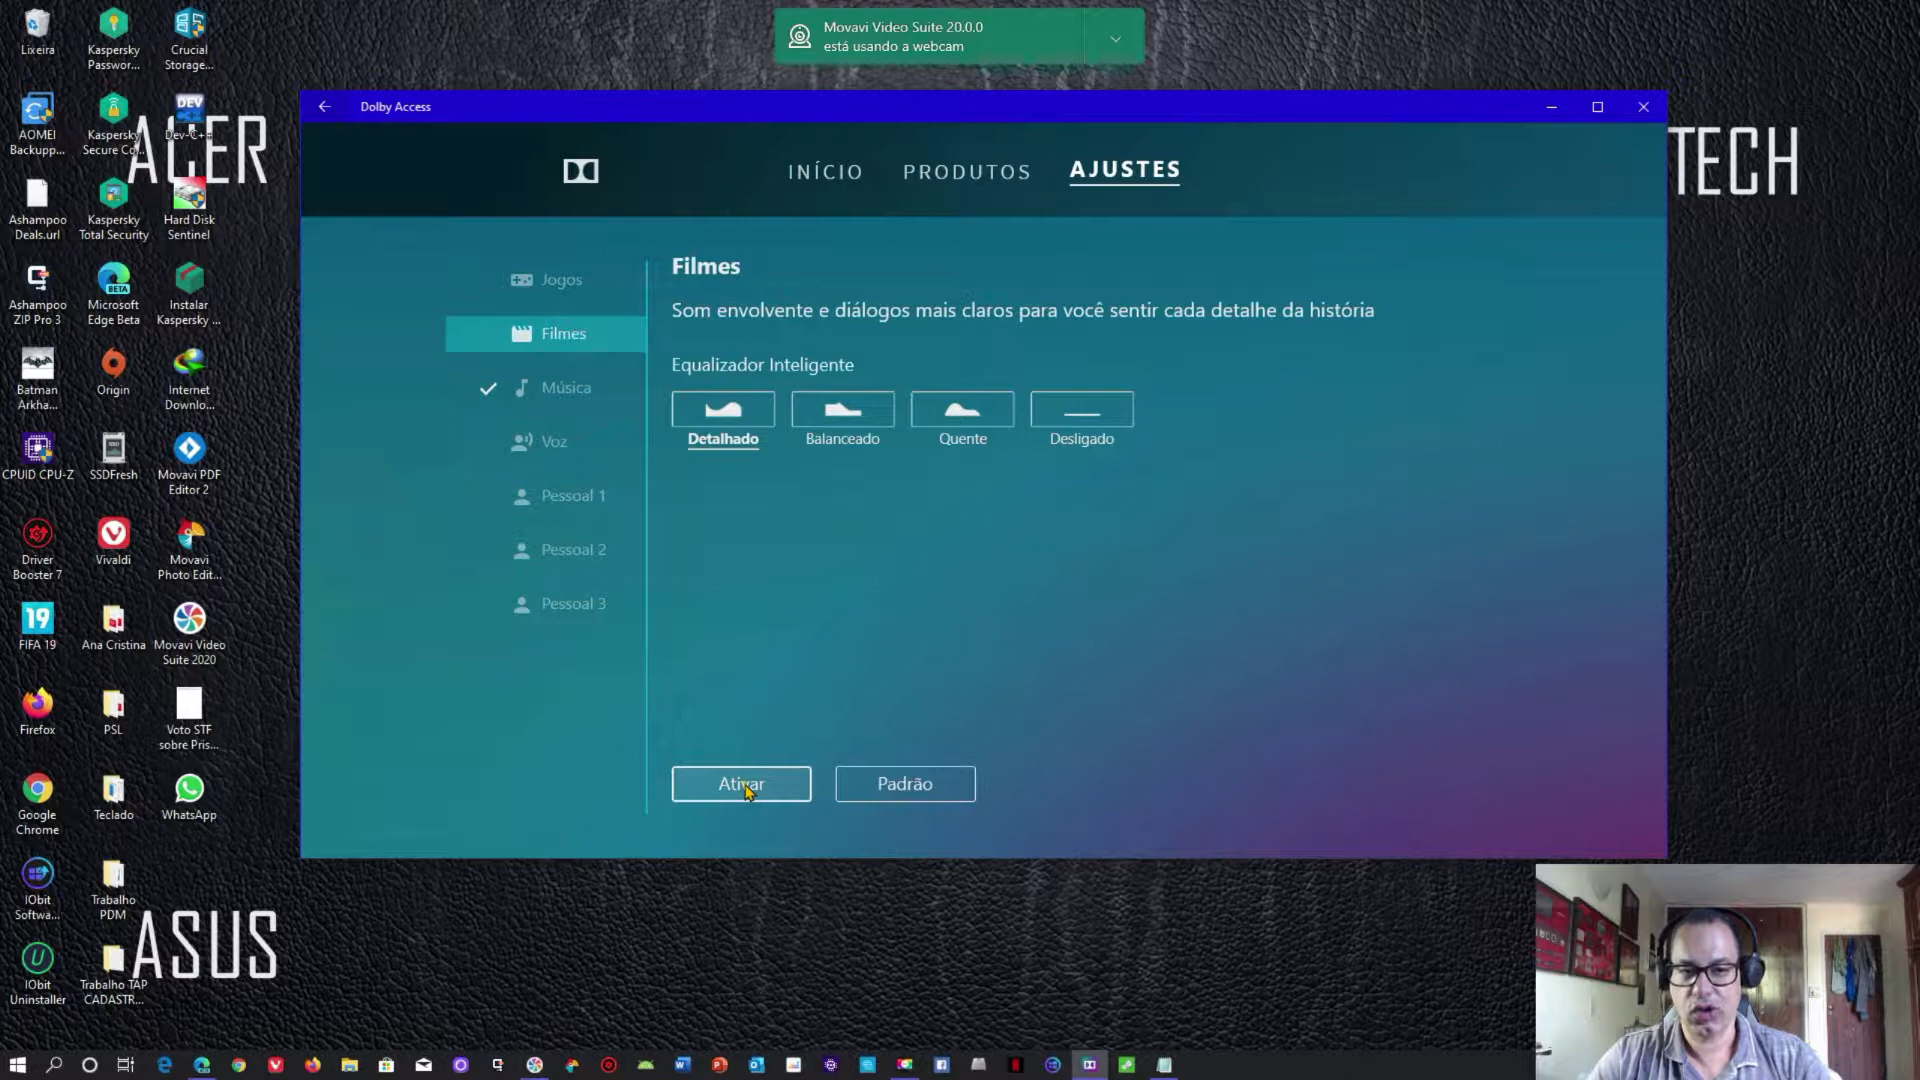 Movavi Video Suite 20.0.0
está usando a webcam
Lixeira
Kaspersky
Passwor...
Crucial
Storage...
AOMEI
Backupp...
Kaspersky
Secure Co...
DEV
Dev-C++
ACER
TECH
Ashampoo
Deals.url
Kaspersky
Total Security
Hard Disk
Sentinel
Ashampoo
ZIP Pro 3
BETA
Microsoft
Edge Beta
Instalar
Kaspersky ...
Batman
Arkha...
Origin
Internet
Downlo...
CPUID CPU-Z
SSDFresh
Movavi PDF
Editor 2
Driver
Booster 7
Vivaldi
Movavi
Photo Edit...
19
FIFA 19
Ana Cristina
Movavi Video
Suite 2020
Firefox
PSL
Voto STF
sobre Pris...
Google
Chrome
Teclado
WhatsApp
IObit
Softwa...
Trabalho
PDM
ASUS
IObit
Uninstaller
Trabalho TAP
CADASTR...
Dolby Access
INÍCIO
PRODUTOS
AJUSTES
Jogos
Filmes
Música
Voz
Pessoal 1
Pessoal 2
Pessoal 3
Filmes
Som envolvente e diálogos mais claros para você sentir cada detalhe da história
Equalizador Inteligente
Detalhado
Balanceado
Quente
Desligado
Ativar
Padrão